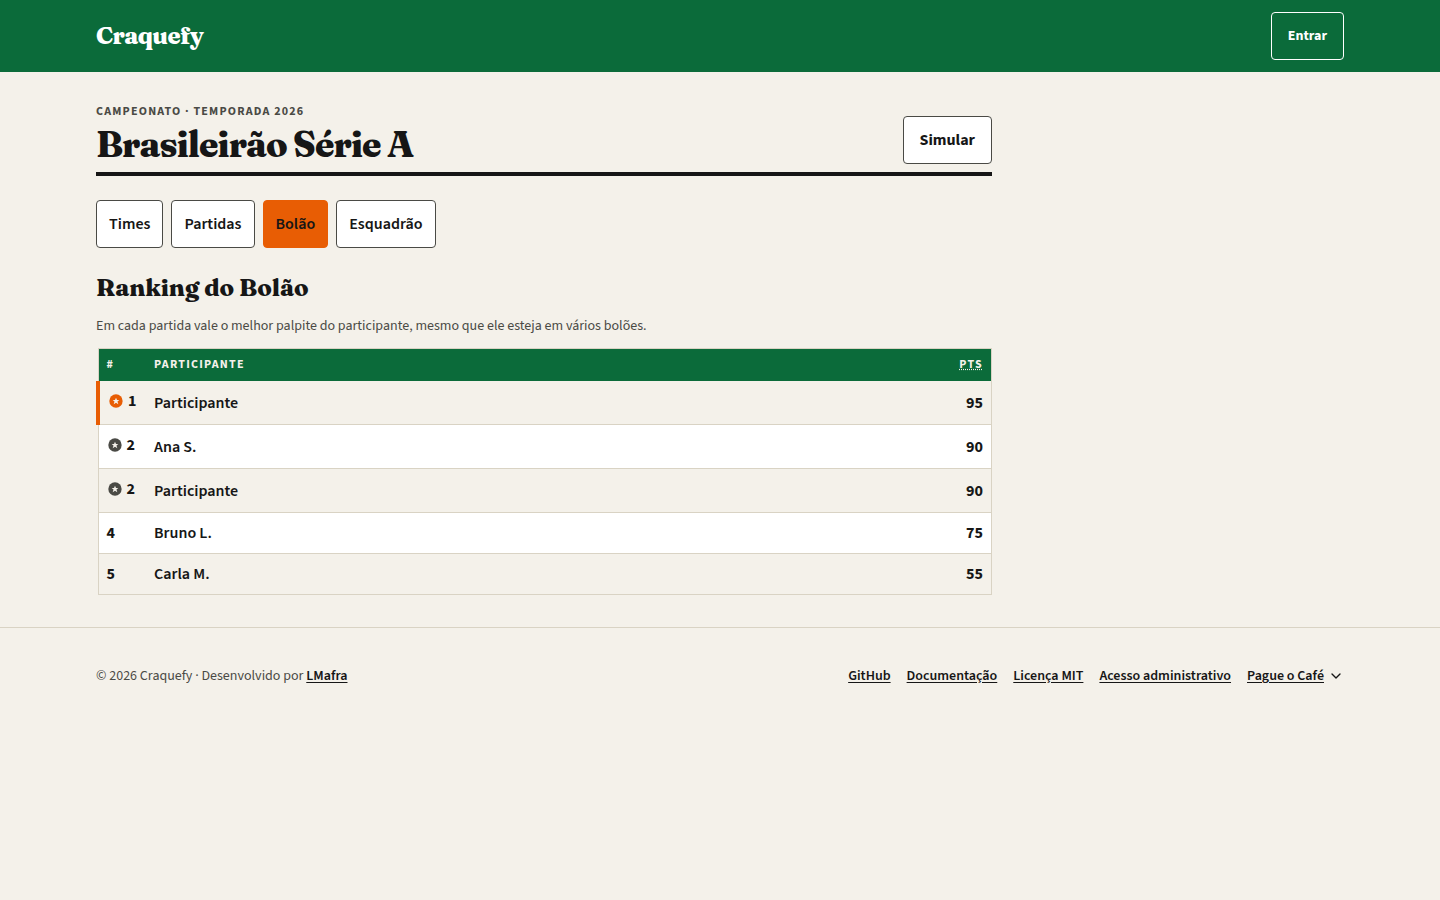 Craquefy
Entrar
CAMPEONATO · TEMPORADA 2026
Brasileirão Série A
Simular
Times
Partidas
Bolão
Esquadrão
Ranking do Bolão
Em cada partida vale o melhor palpite do participante, mesmo que ele esteja em vários bolões.
# PARTICIPANTE PTS
1 Participante 95
2 Ana S. 90
2 Participante 90
4 Bruno L. 75
5 Carla M. 55
© 2026 Craquefy · Desenvolvido por LMafra
GitHub Documentação Licença MIT Acesso administrativo Pague o Café